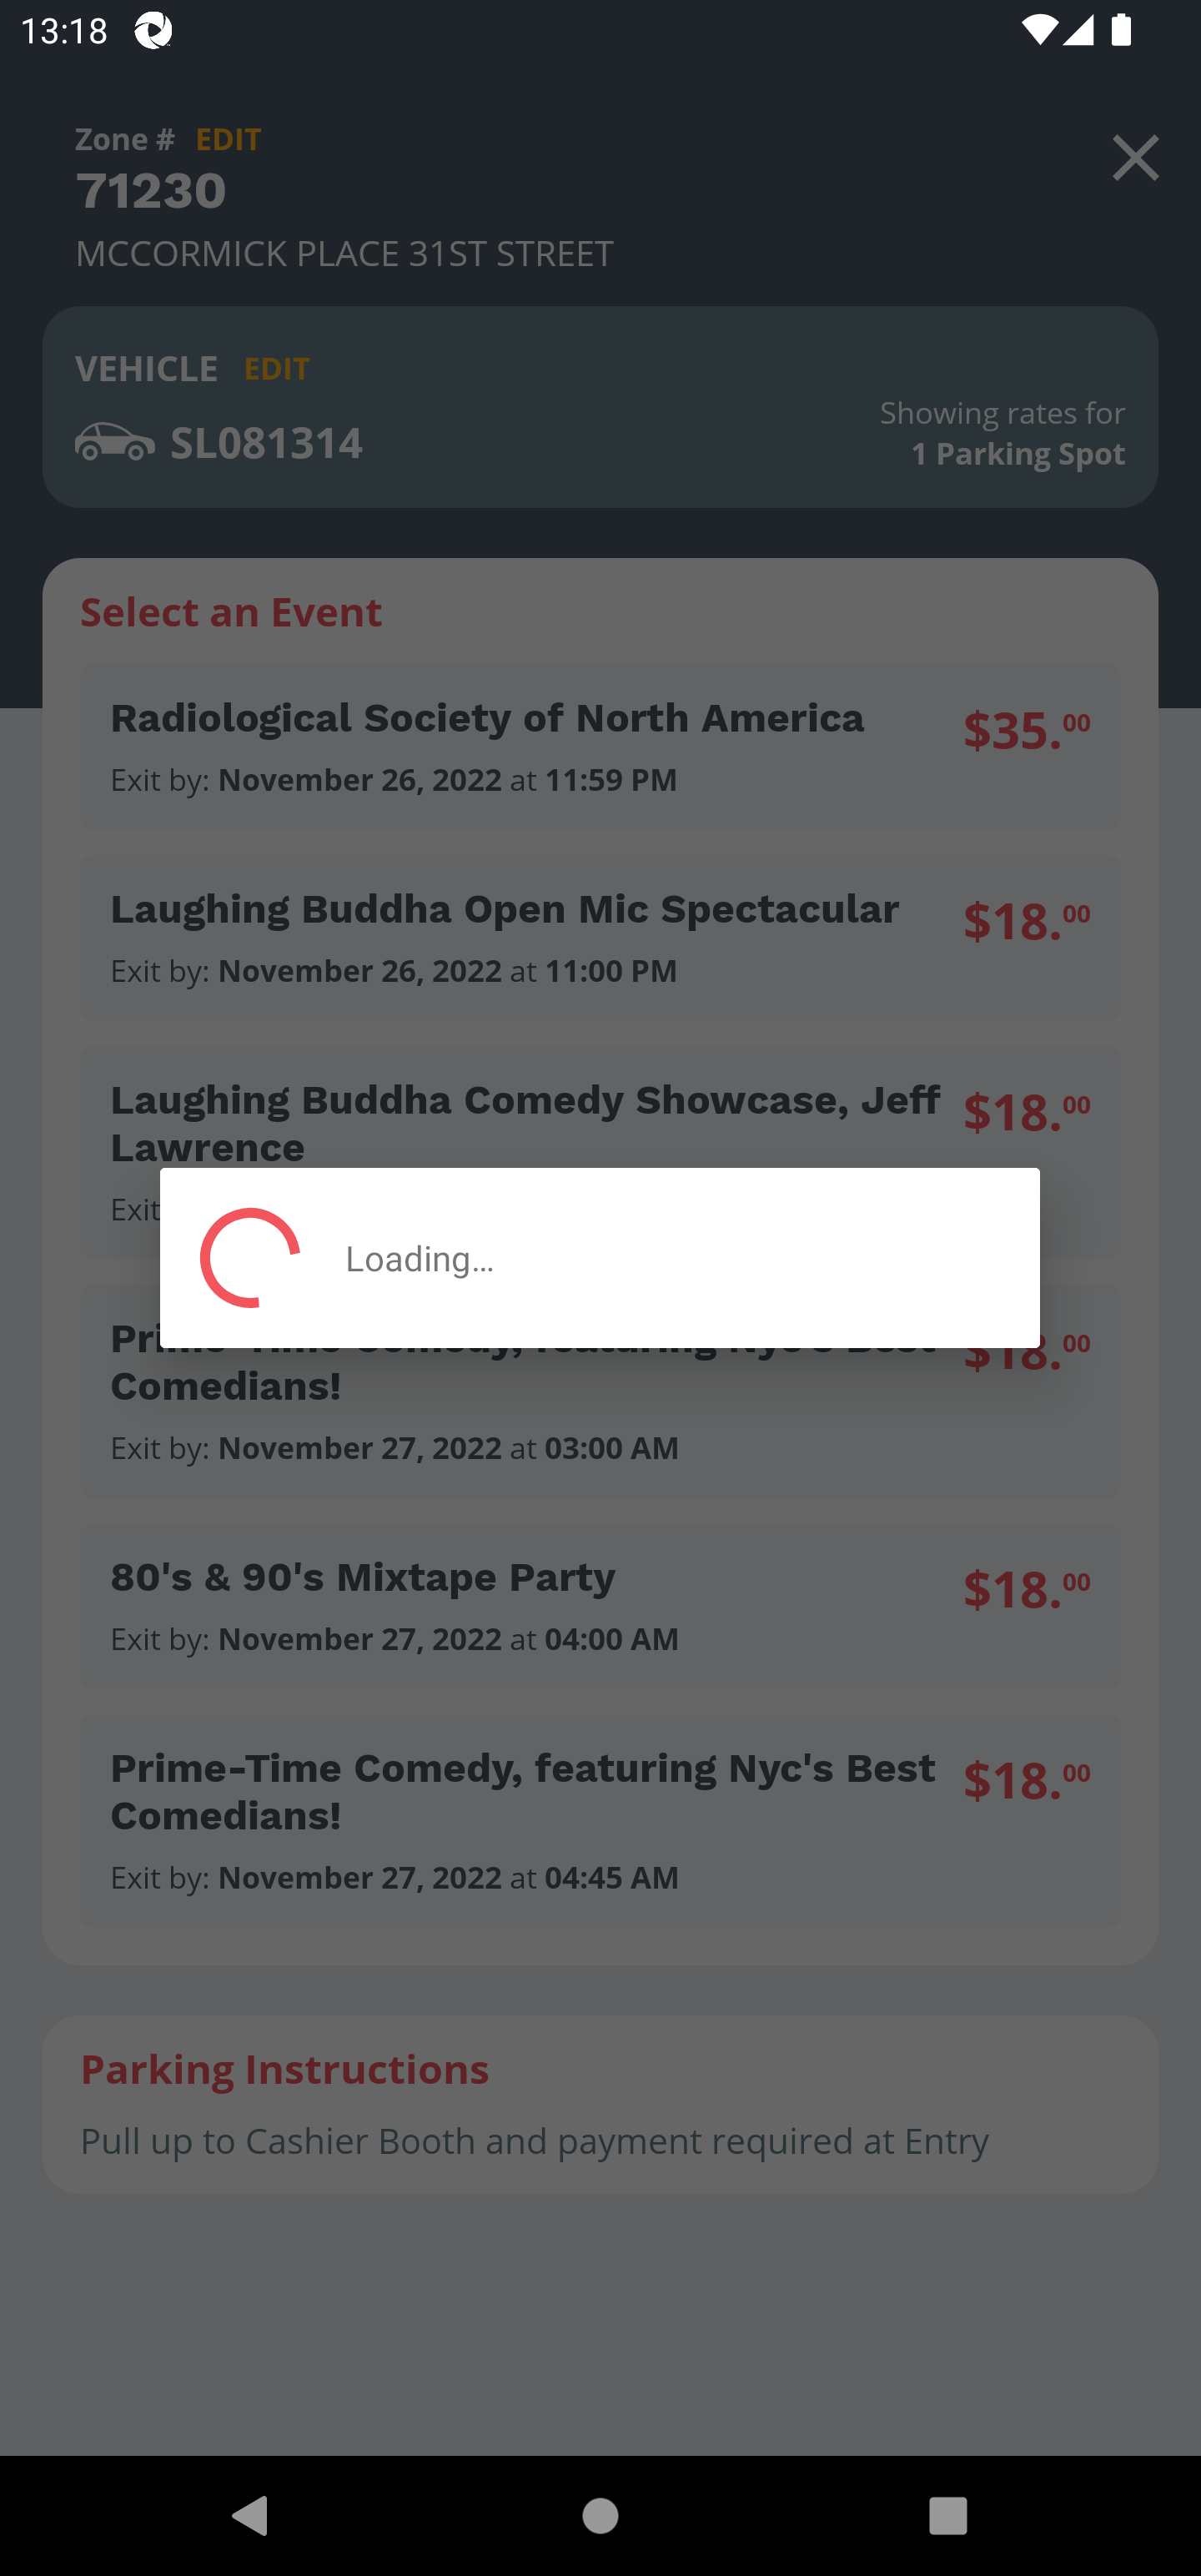 13:18
Zone # EDIT
71230
MCCORMICK PLACE 31ST STREET
VEHICLE EDIT
SL081314
Showing rates for
1 Parking Spot
Select an Event
Radiological Society of North America $35.00
Exit by: November 26, 2022 at 11:59 PM
Laughing Buddha Open Mic Spectacular $18.00
Exit by: November 26, 2022 at 11:00 PM
Laughing Buddha Comedy Showcase, Jeff $18.00
Lawrence
Exit
Loading...
Prime-Time Comedy, featuring Nyc's Best $18.00
Comedians!
Exit by: November 27, 2022 at 03:00 AM
80's & 90's Mixtape Party $18.00
Exit by: November 27, 2022 at 04:00 AM
Prime-Time Comedy, featuring Nyc's Best $18.00
Comedians!
Exit by: November 27, 2022 at 04:45 AM
Parking Instructions
Pull up to Cashier Booth and payment required at Entry